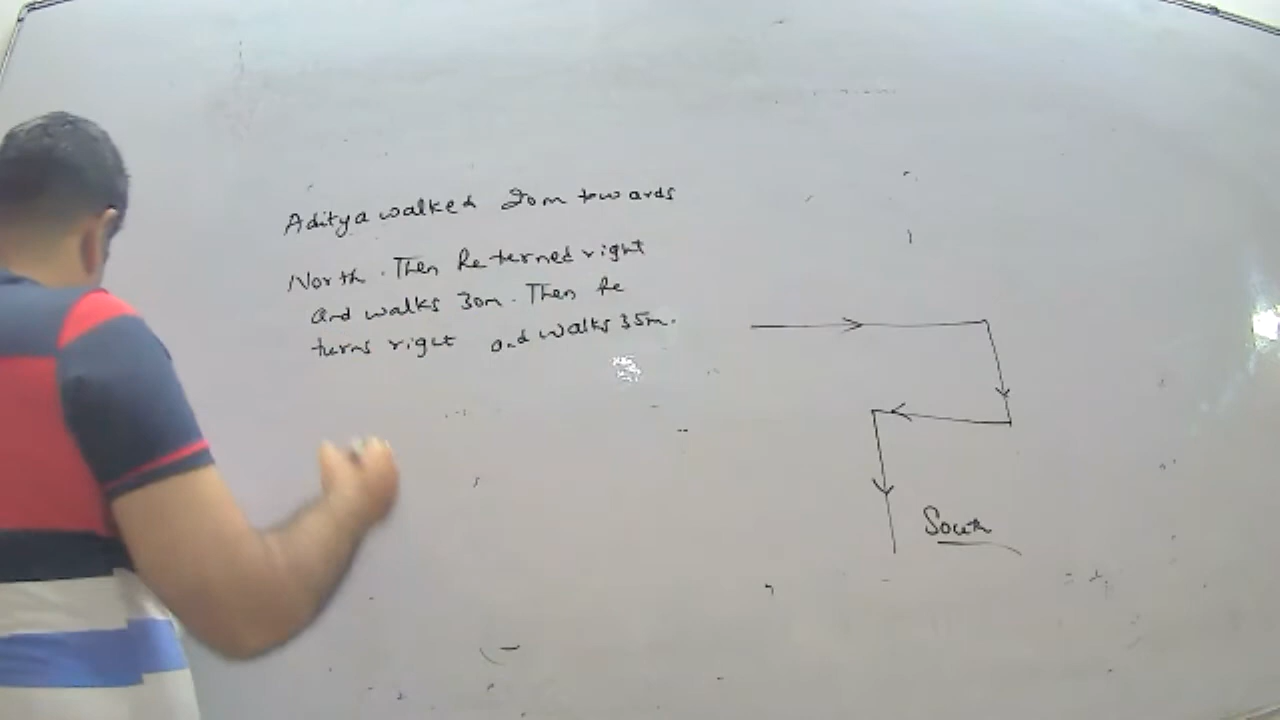 Aditya walked 20m towards
North. Then he terned right
and walks 30m. Then he
turns right and walks 35m.
South